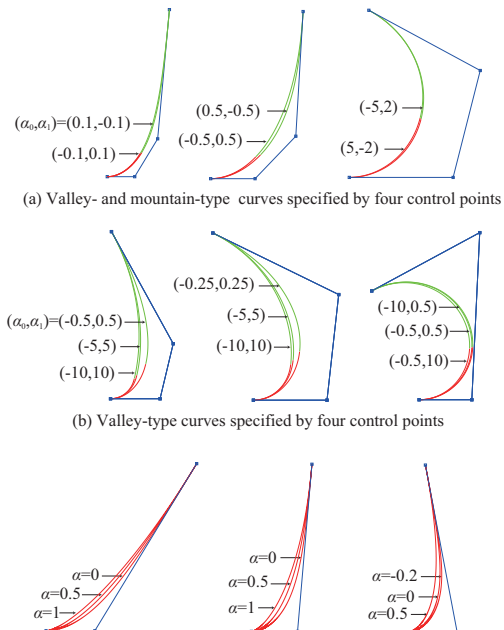 (α₀,α₁)=(0.1,-0.1)
(-0.1,0.1)
(0.5,-0.5)
(-0.5,0.5)
(-5,2)
(5,-2)
(a) Valley- and mountain-type curves specified by four control points
(α₀,α₁)=(-0.5,0.5)
(-5,5)
(-10,10)
(-0.25,0.25)
(-5,5)
(-10,10)
(-10,0.5)
(-0.5,0.5)
(-0.5,10)
(b) Valley-type curves specified by four control points
α=0
α=0.5
α=1
α=0
α=0.5
α=1
α=-0.2
α=0
α=0.5